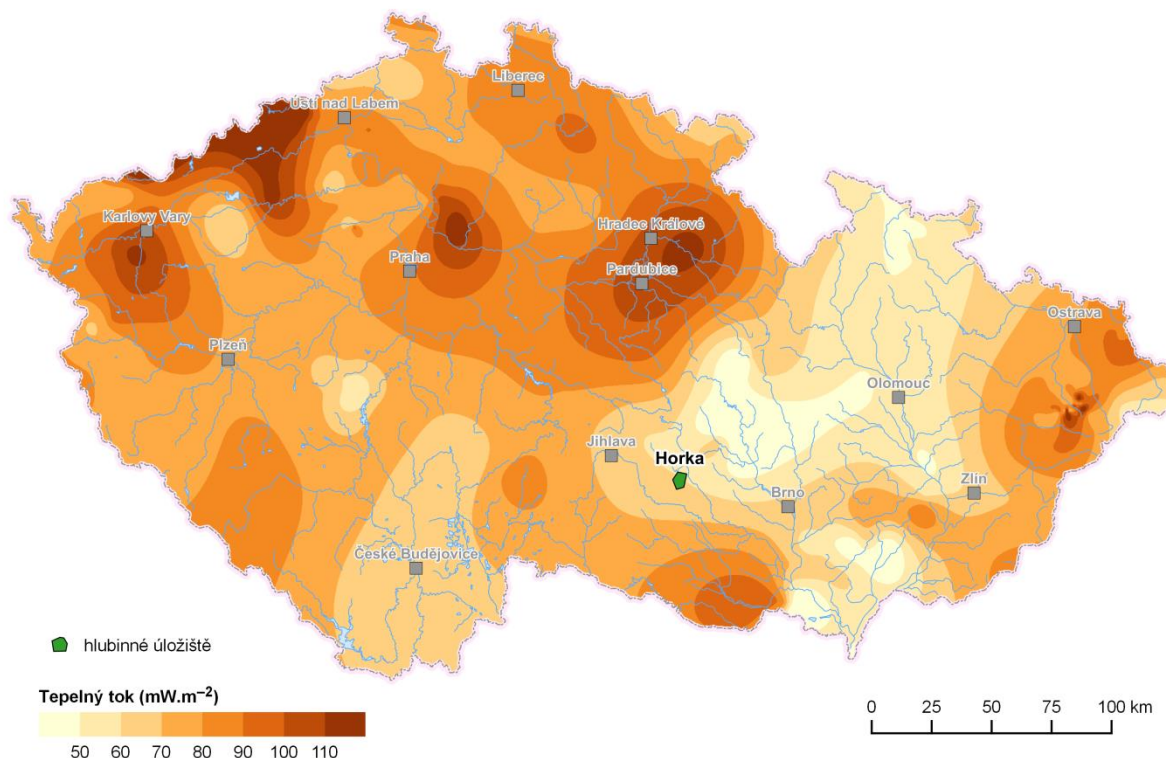 Liberec
Ústí nad Labem
Karlovy Vary
Hradec Králové
Praha
Pardubice
Ostrava
Plzeň
Olomouc
Jihlava
Horka
Zlín
Brno
České Budějovice
hlubinné úložiště
Tepelný tok (mW.m⁻²)
50 60 70 80 90 100 110
0 25 50 75 100 km